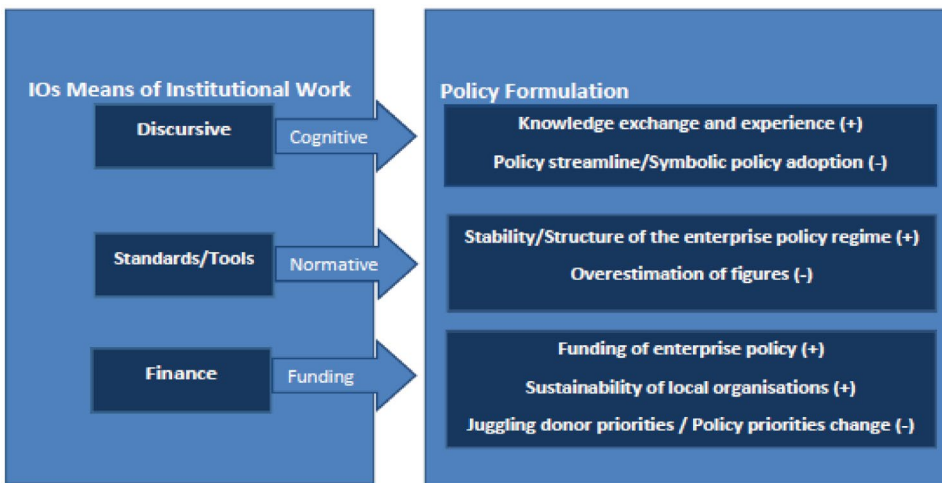 IOs Means of Institutional Work
Discursive
Cognitive
Standards/Tools
Normative
Finance
Funding
Policy Formulation
Knowledge exchange and experience (+)
Policy streamline/Symbolic policy adoption (-)
Stability/Structure of the enterprise policy regime (+)
Overestimation of figures (-)
Funding of enterprise policy (+)
Sustainability of local organisations (+)
Juggling donor priorities / Policy priorities change (-)